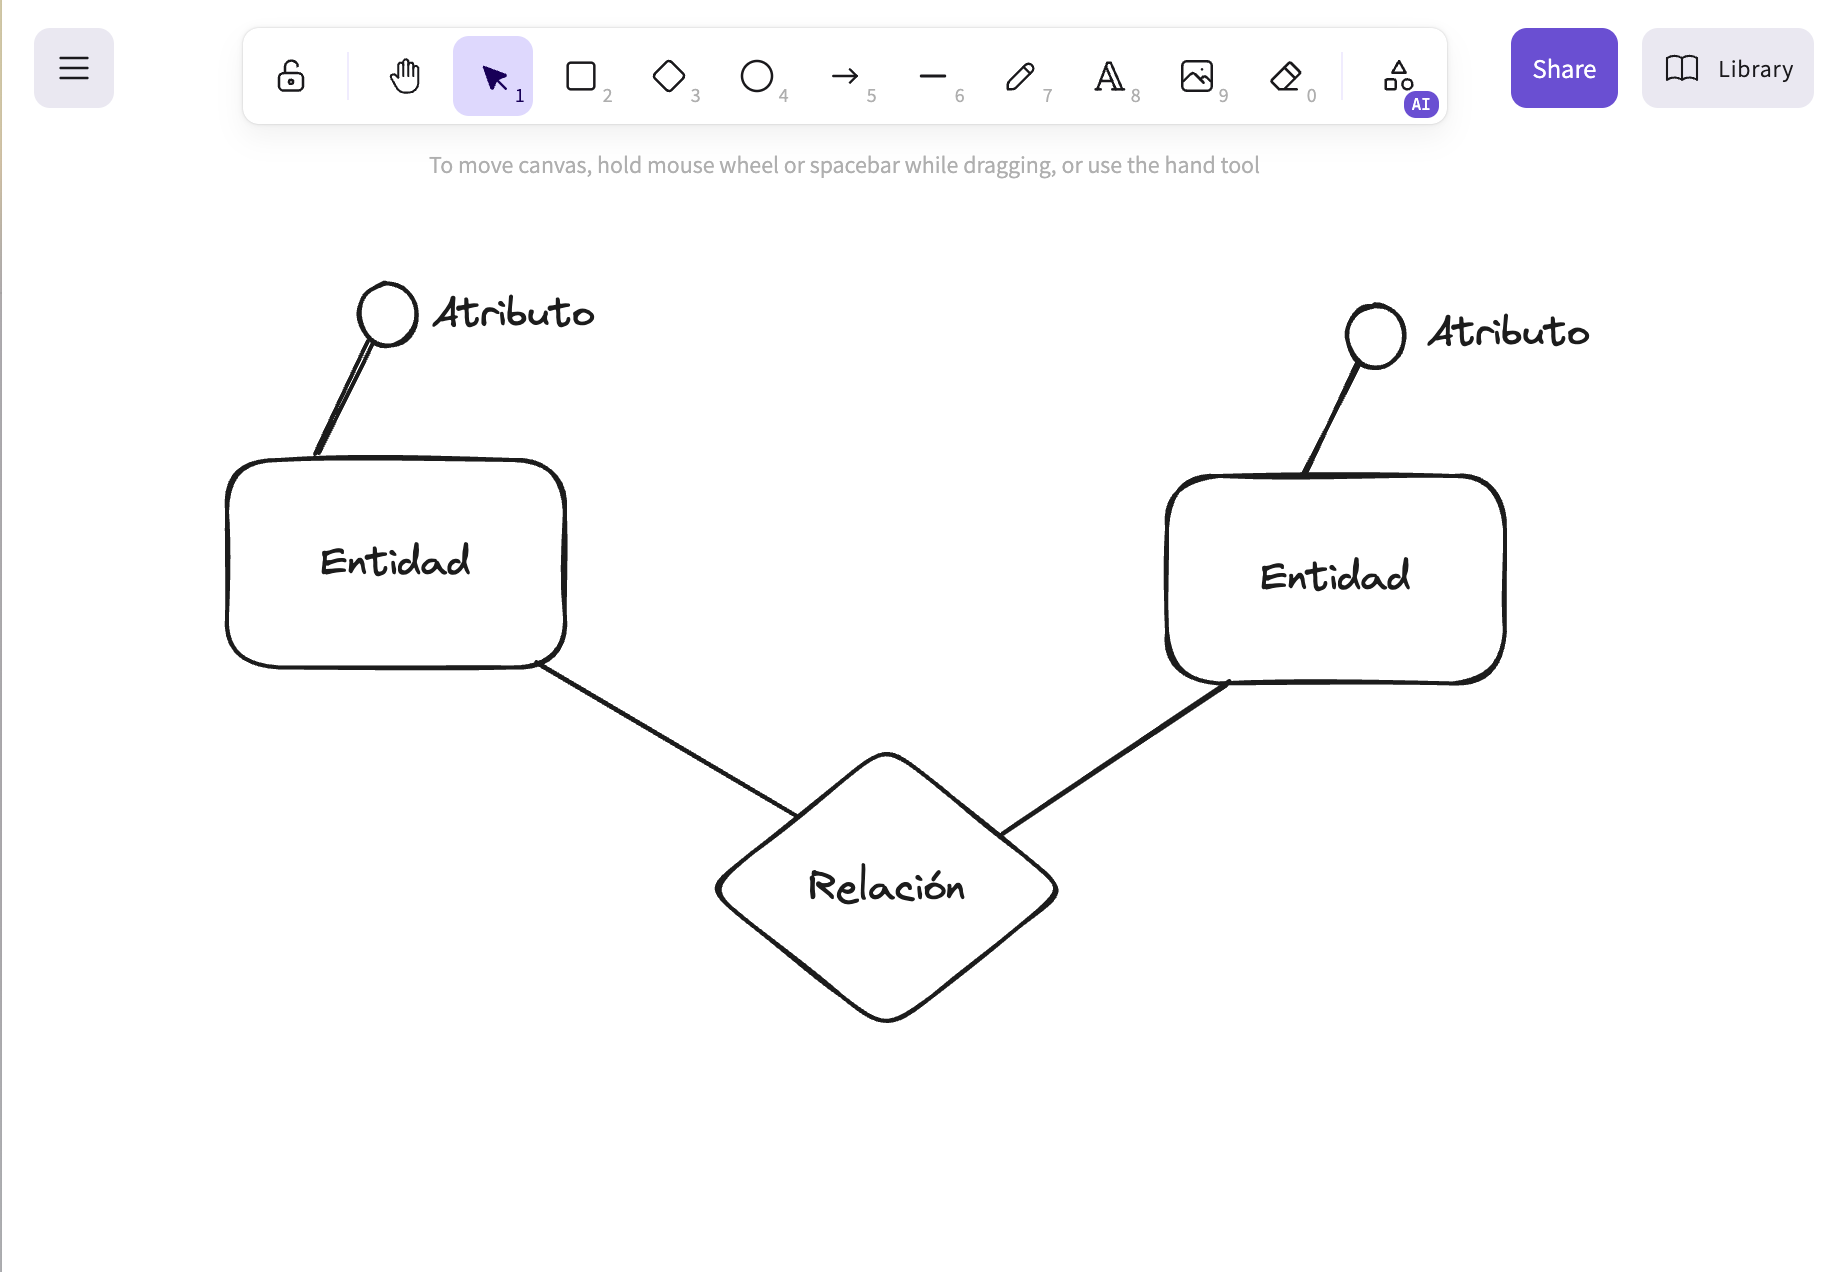 1
2
3
4
5
6
7
A 8
9
0
AI
Share
Library
To move canvas, hold mouse wheel or spacebar while dragging, or use the hand tool
Atributo
Atributo
Entidad
Entidad
Relación